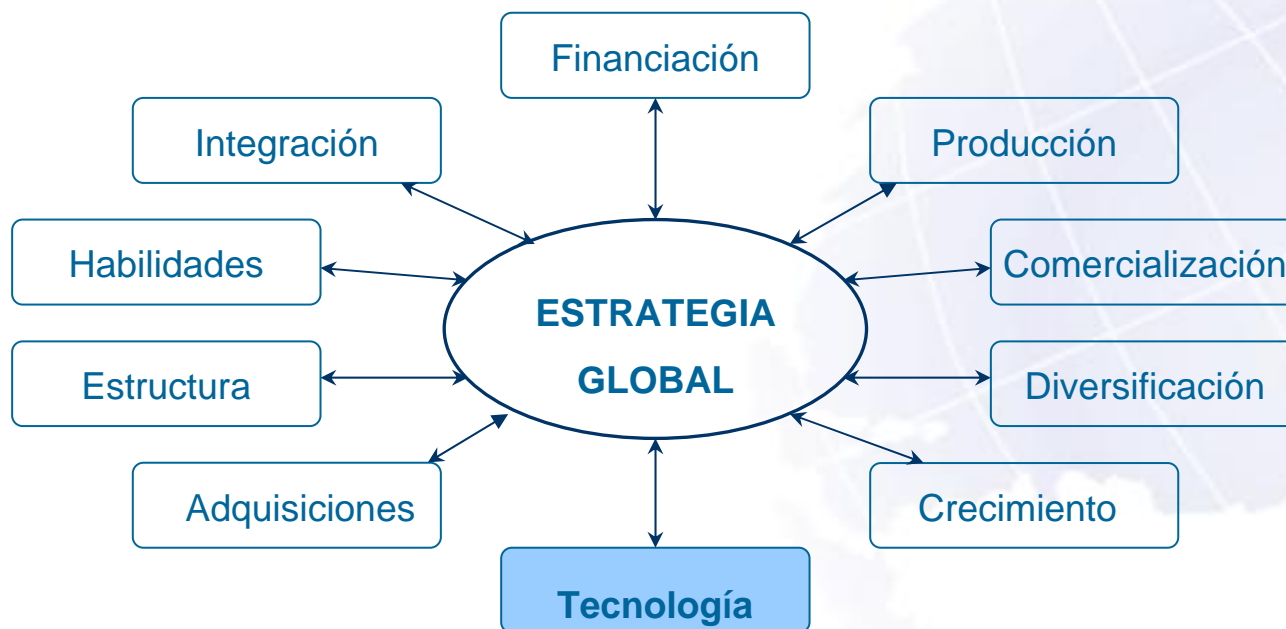 Financiación
Integración
Producción
Habilidades
Comercialización
ESTRATEGIA
GLOBAL
Estructura
Diversificación
Adquisiciones
Crecimiento
Tecnología